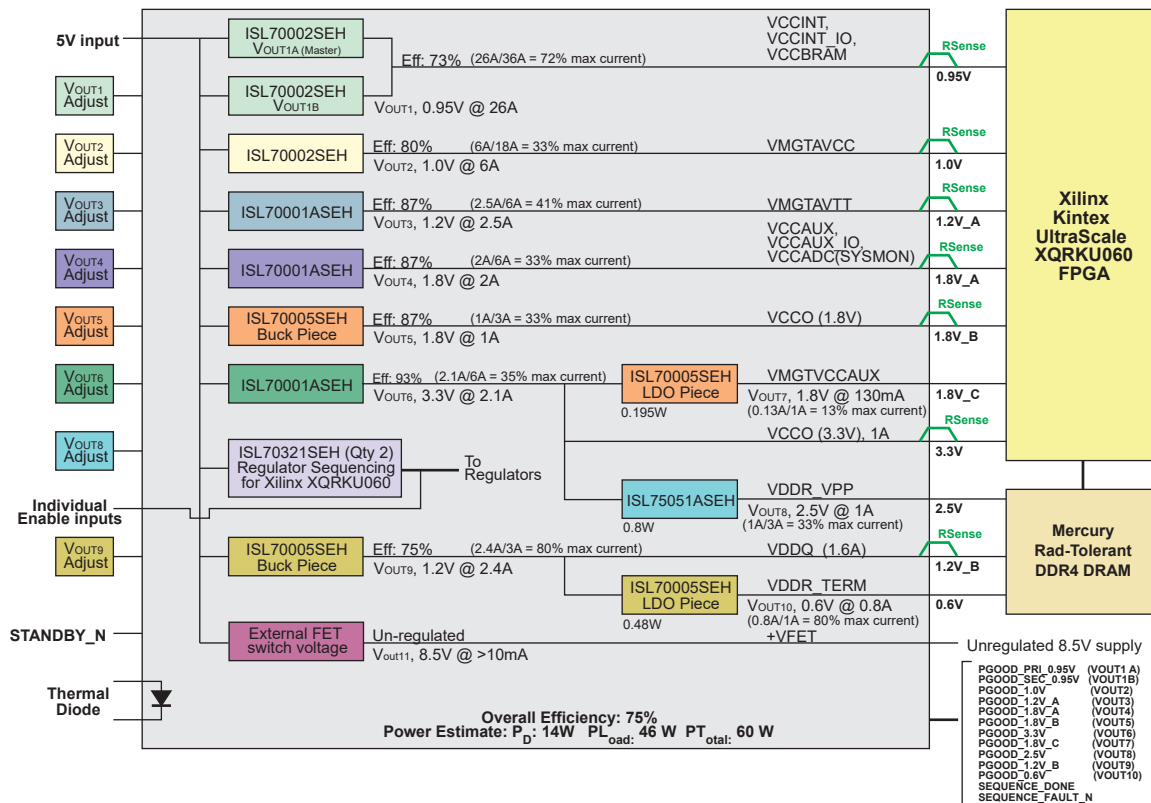 5V input
VOUT1
Adjust
VOUT2
Adjust
VOUT3
Adjust
VOUT4
Adjust
VOUT5
Adjust
VOUT6
Adjust
VOUT8
Adjust
Individual
Enable inputs
VOUT9
Adjust
STANDBY_N
Thermal
Diode
ISL70002SEH
VOUT1A (Master)
ISL70002SEH
VOUT1B
Eff: 73% (26A/36A = 72% max current)
VOUT1, 0.95V @ 26A
VCCINT,
VCCINT_IO,
VCCBRAM
RSense
0.95V
ISL70002SEH
Eff: 80% (6A/18A = 33% max current)
VOUT2, 1.0V @ 6A
VMGTAVCC
RSense
1.0V
ISL70001ASEH
Eff: 87% (2.5A/6A = 41% max current)
VOUT3, 1.2V @ 2.5A
VMGTAVTT
RSense
1.2V_A
ISL70001ASEH
Eff: 87% (2A/6A = 33% max current)
VOUT4, 1.8V @ 2A
VCCAUX,
VCCAUX_IO,
VCCADC(SYSMON)
RSense
1.8V_A
ISL70005SEH
Buck Piece
Eff: 87% (1A/3A = 33% max current)
VOUT5, 1.8V @ 1A
VCCO (1.8V)
RSense
1.8V_B
ISL70001ASEH
Eff: 93% (2.1A/6A = 35% max current)
VOUT6, 3.3V @ 2.1A
ISL70005SEH
LDO Piece
0.195W
VMGTVCCAUX
VOUT7, 1.8V @ 130mA
(0.13A/1A = 13% max current)
1.8V_C
VCCO (3.3V), 1A
RSense
3.3V
ISL70321SEH (Qty 2)
Regulator Sequencing
for Xilinx XQRKU060
To
Regulators
ISL75051ASEH
0.8W
VDDR_VPP
VOUT8, 2.5V @ 1A
(1A/3A = 33% max current)
2.5V
ISL70005SEH
Buck Piece
Eff: 75% (2.4A/3A = 80% max current)
VOUT9, 1.2V @ 2.4A
VDDQ (1.6A)
RSense
1.2V_B
ISL70005SEH
LDO Piece
0.48W
VDDR_TERM
VOUT10, 0.6V @ 0.8A
(0.8A/1A = 80% max current)
0.6V
External FET
switch voltage
Un-regulated
Vout11, 8.5V @ >10mA
+VFET
Unregulated 8.5V supply
Xilinx
Kintex
UltraScale
XQRKU060
FPGA
Mercury
Rad-Tolerant
DDR4 DRAM
Overall Efficiency: 75%
Power Estimate: PD: 14W PLoad: 46 W PTotal: 60 W
PGOOD_PRI_0.95V (VOUT1 A)
PGOOD_SEC_0.95V (VOUT1B)
PGOOD_1.0V (VOUT2)
PGOOD_1.2V_A (VOUT3)
PGOOD_1.8V_A (VOUT4)
PGOOD_1.8V_B (VOUT5)
PGOOD_3.3V (VOUT6)
PGOOD_1.8V_C (VOUT7)
PGOOD_2.5V (VOUT8)
PGOOD_1.2V_B (VOUT9)
PGOOD_0.6V (VOUT10)
SEQUENCE_DONE
SEQUENCE_FAULT_N